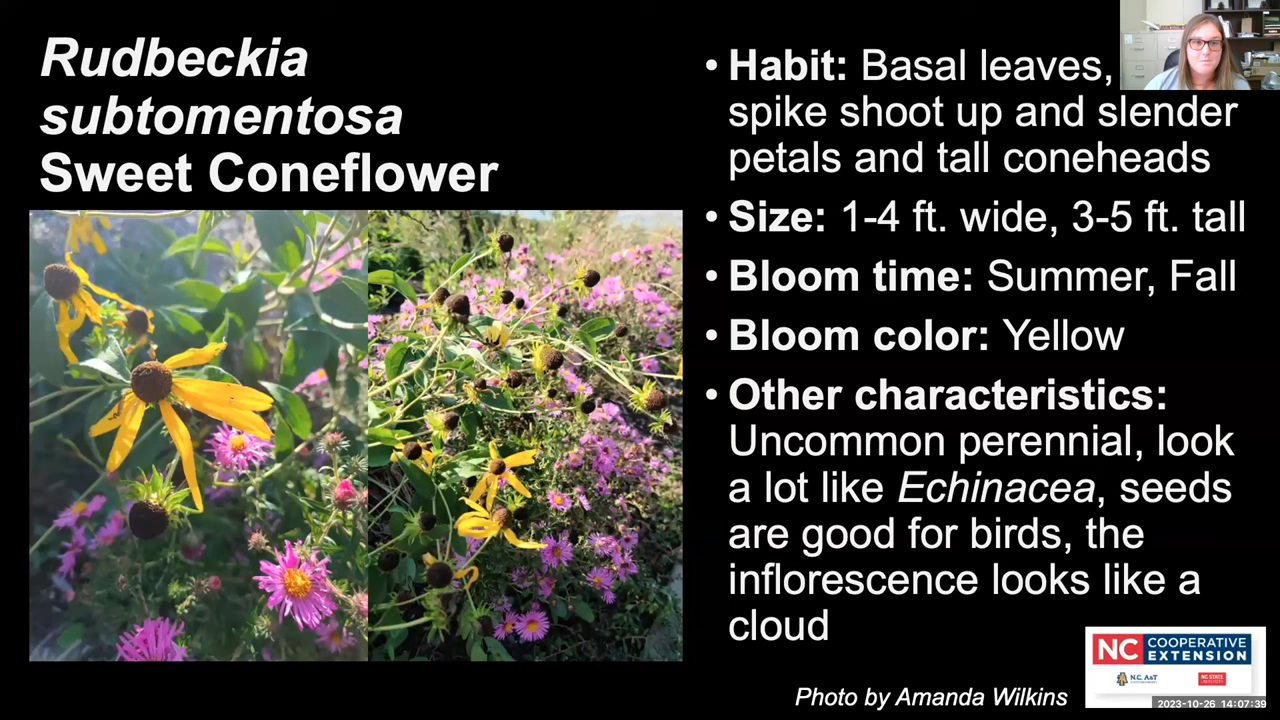 Rudbeckia
subtomentosa
Sweet Coneflower
• Habit: Basal leaves,
spike shoot up and slender
petals and tall coneheads
• Size: 1-4 ft. wide, 3-5 ft. tall
• Bloom time: Summer, Fall
• Bloom color: Yellow
• Other characteristics:
Uncommon perennial, look
a lot like Echinacea, seeds
are good for birds, the
inflorescence looks like a
cloud
Photo by Amanda Wilkins
NC COOPERATIVE
EXTENSION
N.C. A&T
NC STATE
2023-10-26 14:07:39